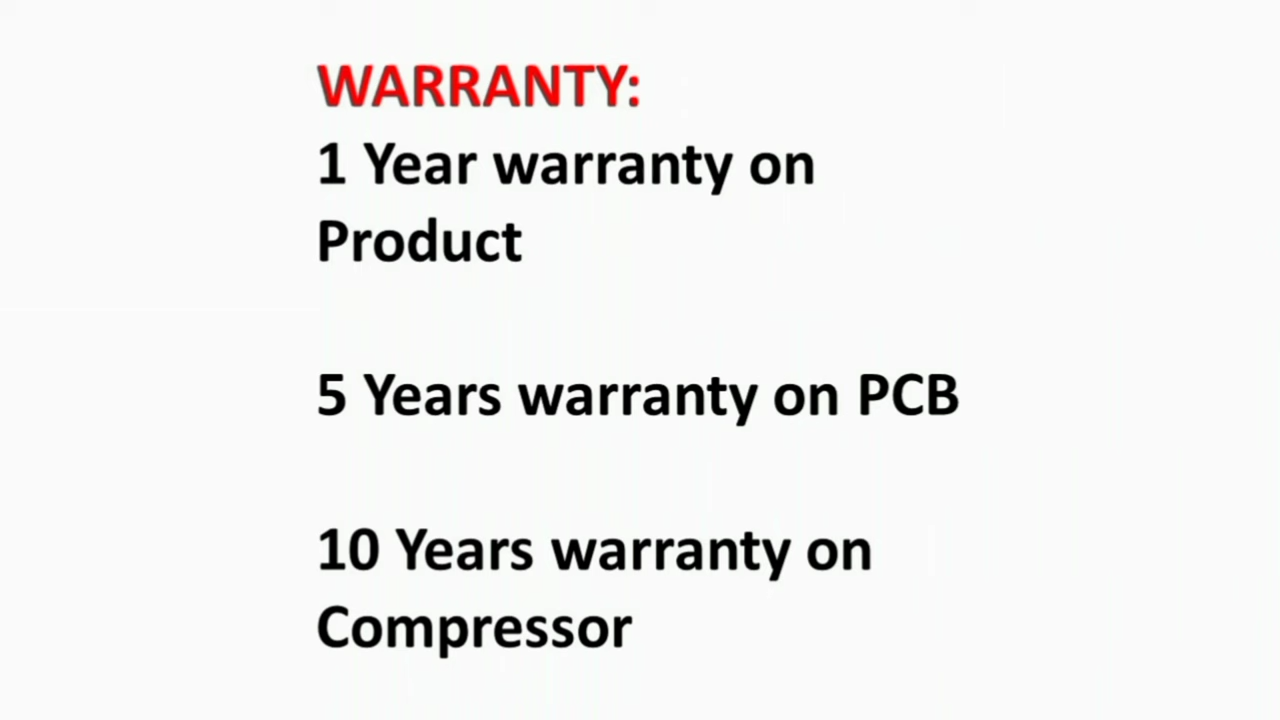 WARRANTY:
1 Year warranty on
Product
5 Years warranty on PCB
10 Years warranty on
Compressor